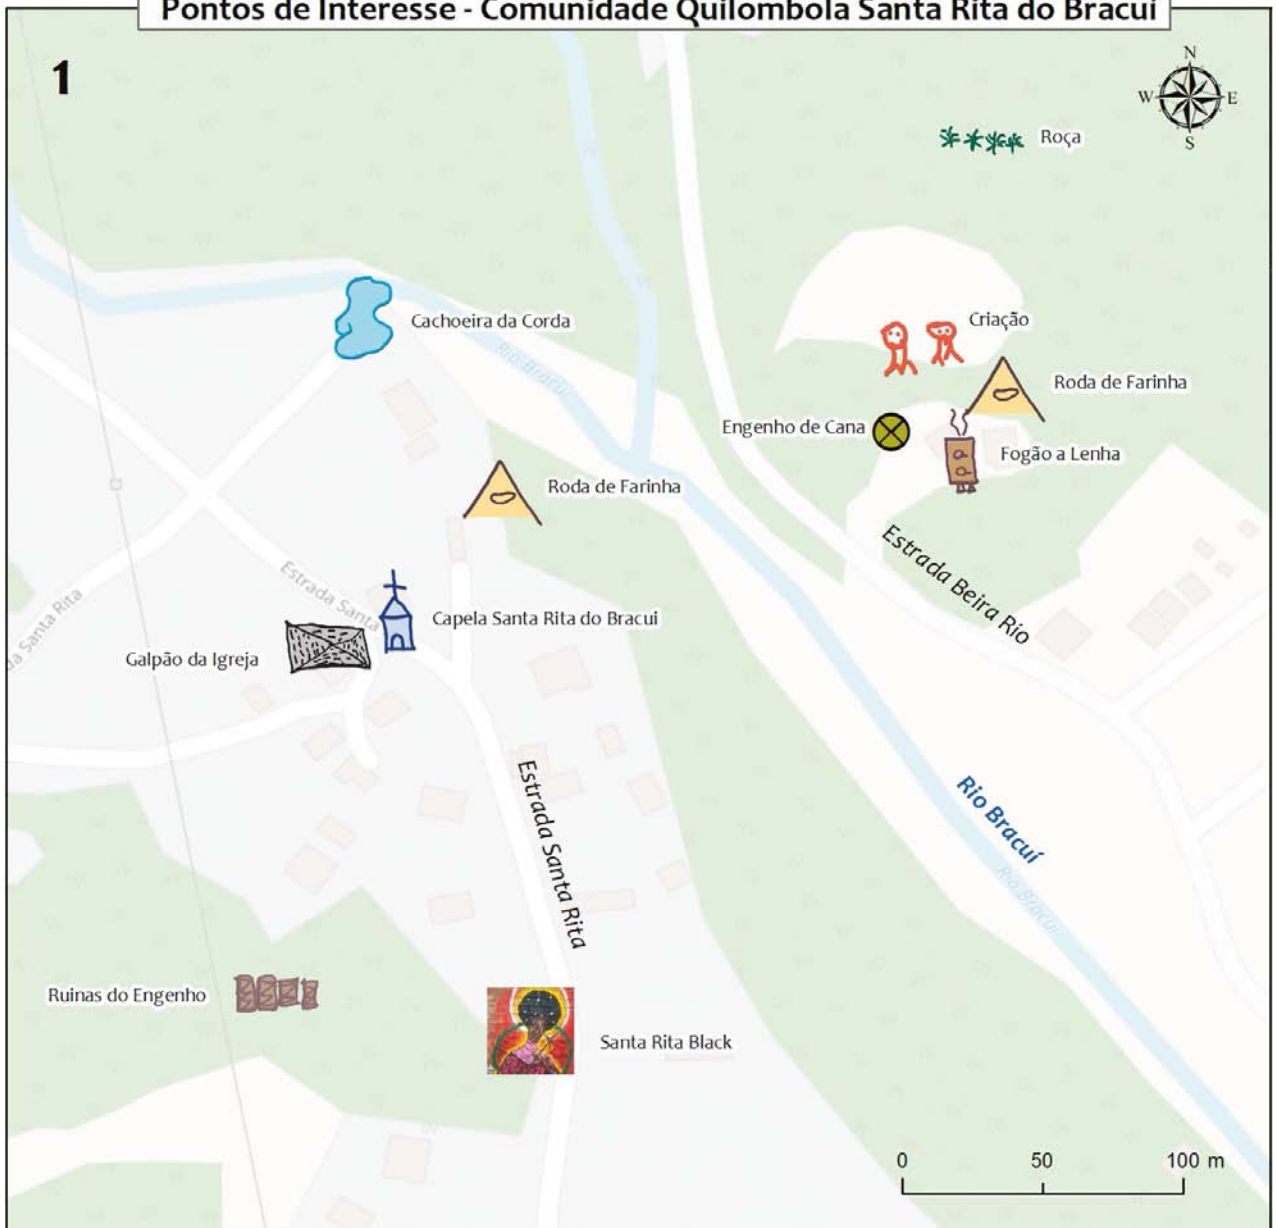 Pontos de Interesse - Comunidade Quilombola Santa Rita do Bracuí
1
N
W E
S
Roça
Criação
Cachoeira da Corda
Rio Bracuí
Roda de Farinha
Engenho de Cana
Fogão a Lenha
Roda de Farinha
Estrada Beira Rio
Estrada Santa
da Santa Rita
Capela Santa Rita do Bracui
Galpão da Igreja
Estrada Santa Rita
Rio Bracuí
Rio Bracuí
Ruinas do Engenho
Santa Rita Black
0 50 100 m